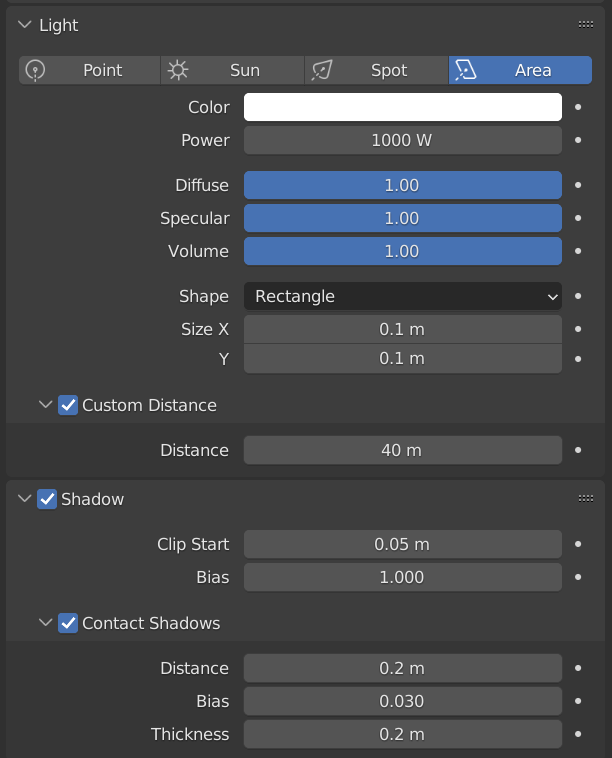 Light
Point Sun Spot Area
Color
Power 1000 W
Diffuse 1.00
Specular 1.00
Volume 1.00
Shape Rectangle
Size X 0.1 m
Y 0.1 m
Custom Distance
Distance 40 m
Shadow
Clip Start 0.05 m
Bias 1.000
Contact Shadows
Distance 0.2 m
Bias 0.030
Thickness 0.2 m